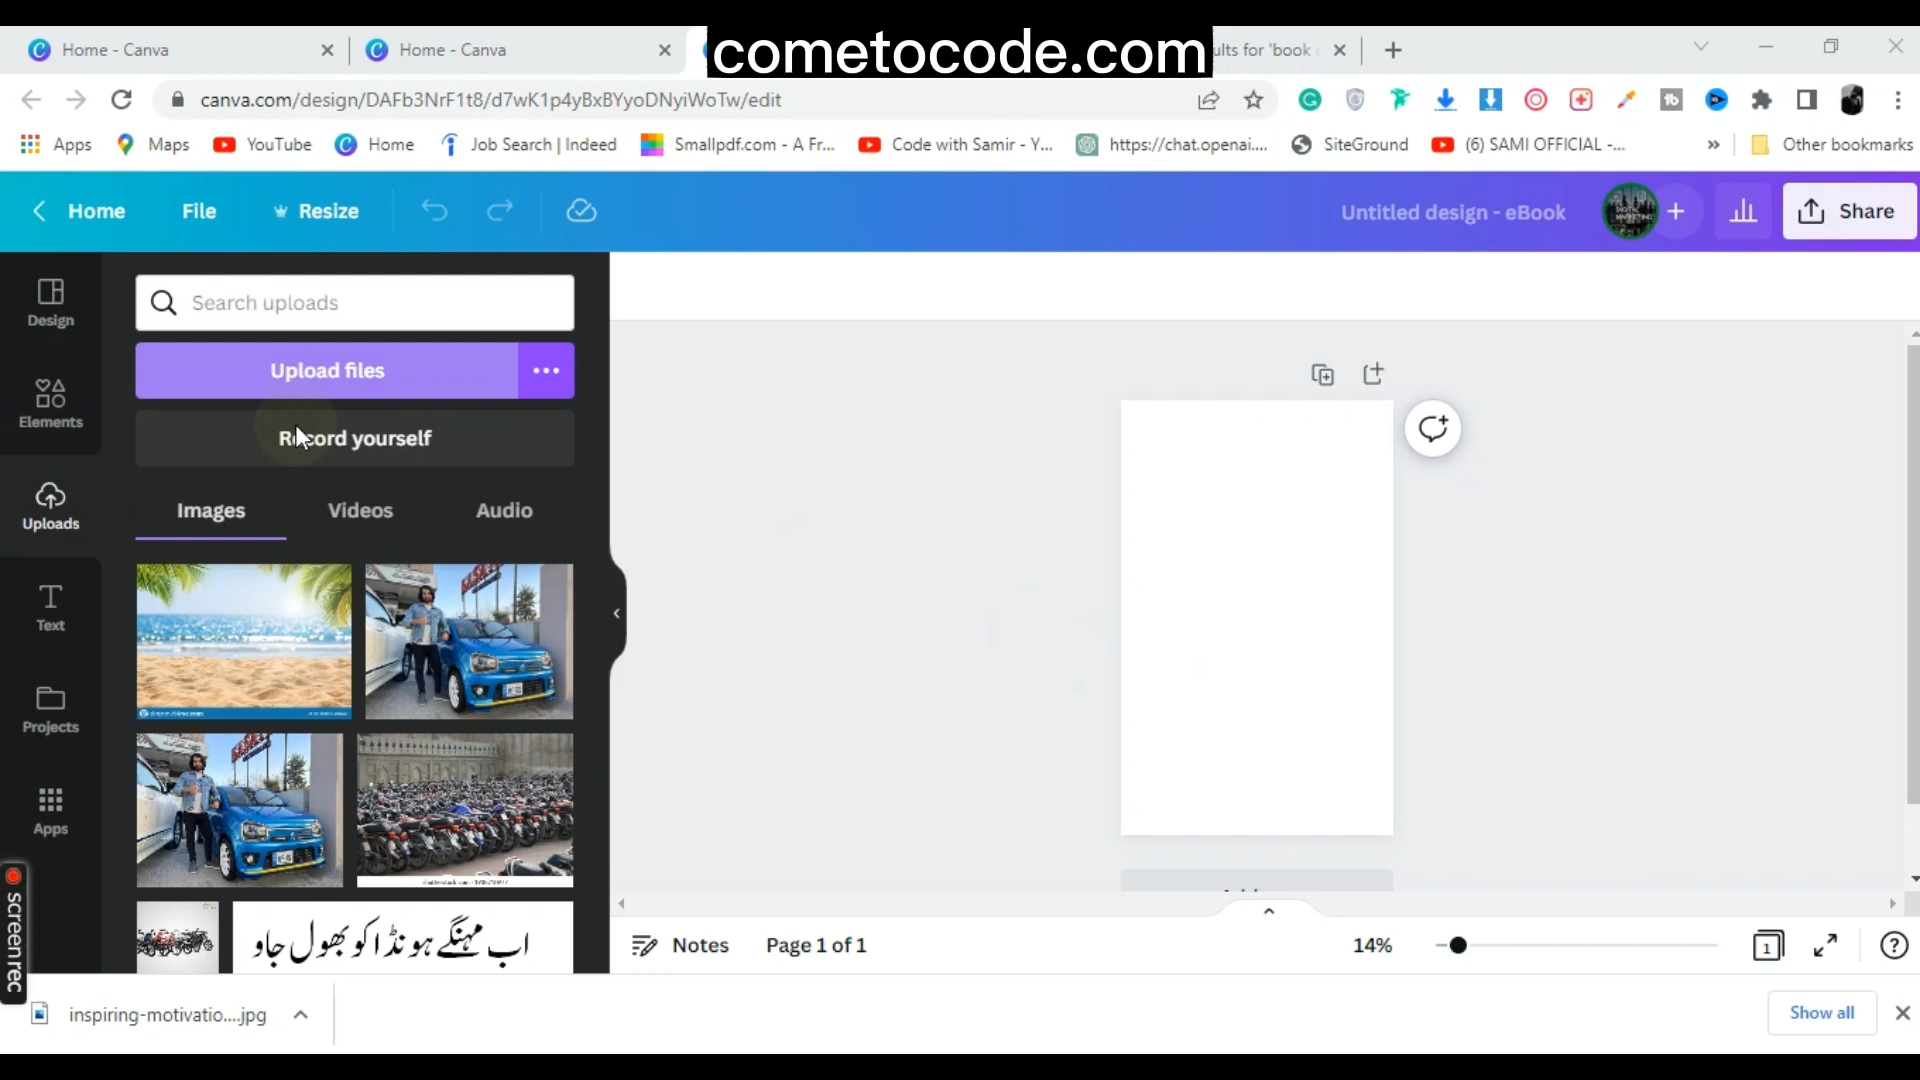 cometocode.com
Home - Canva
Home - Canva
ults for 'book
canva.com/design/DAFb3NrF1t8/d7wK1p4yBxBYyoDNyiWoTw/edit
Apps
Maps
YouTube
Home
Job Search | Indeed
Smallpdf.com - A Fr...
Code with Samir - Y...
https://chat.openai....
SiteGround
(6) SAMI OFFICIAL -...
»
Other bookmarks
Home
File
Resize
Untitled design - eBook
Share
Design
Elements
Uploads
Text
Projects
Apps
Search uploads
Upload files
Record yourself
Images
Videos
Audio
اب مہنگے ہونڈا کو بھول جاو
Notes
Page 1 of 1
14%
1
screenrec
inspiring-motivatio....jpg
Show all